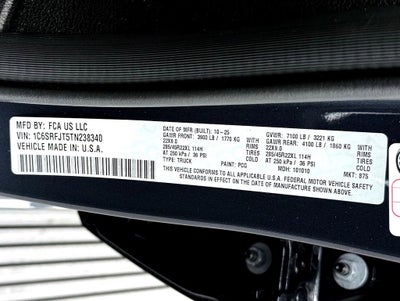 MFD BY: FCA US LLC
VIN: 1C6SRFJT5TN238340
VEHICLE MADE IN: U.S.A.
DATE OF MFR (BUILT): 10-25 GVWR: 7100 LB / 3221 KG
GAWR FRONT: 3900 LB / 1770 KG WITH GAWR REAR: 4100 LB / 1860 KG WITH
22X9.0 RIMS 22X9.0 RIMS
285/45R22XL 114H TIRES 285/45R22XL 114H TIRES
AT 250 kPa / 36 PSI COLD AT 250 kPa / 36 PSI COLD
TYPE: TRUCK PAINT: PCG MDH: 101010 MKT: 875
THIS VEHICLE CONFORMS TO ALL APPLICABLE U.S.A. FEDERAL MOTOR VEHICLE SAFETY
STANDARDS IN EFFECT ON THE DATE OF MANUFACTURE SHOWN ABOVE.